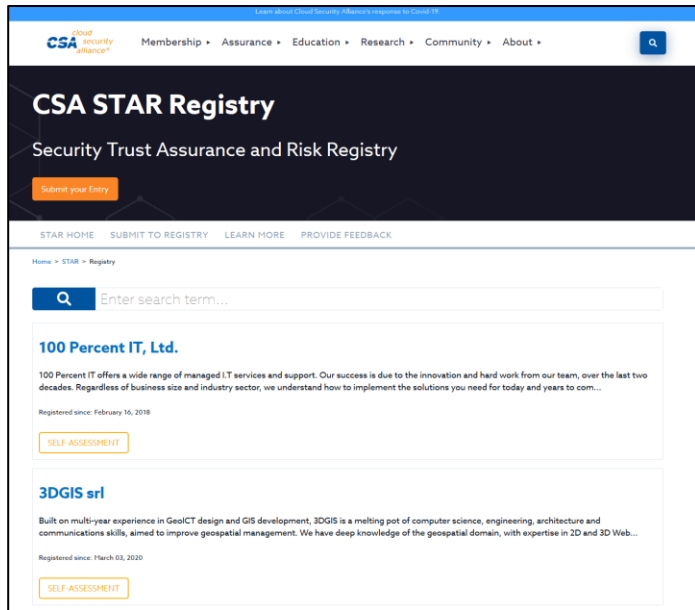 Learn about Cloud Security Alliance's response to Covid-19.
cloud
CSA security
alliance®
Membership ▸ Assurance ▸ Education ▸ Research ▸ Community ▸ About ▸
CSA STAR Registry
Security Trust Assurance and Risk Registry
Submit your Entry
STAR HOME SUBMIT TO REGISTRY LEARN MORE PROVIDE FEEDBACK
Home > STAR > Registry
Enter search term...
100 Percent IT, Ltd.
100 Percent IT offers a wide range of managed I.T services and support. Our success is due to the innovation and hard work from our team, over the last two
decades. Regardless of business size and industry sector, we understand how to implement the solutions you need for today and years to com...
Registered since: February 16, 2018
SELF-ASSESSMENT
3DGIS srl
Built on multi-year experience in GeoICT design and GIS development, 3DGIS is a melting pot of computer science, engineering, architecture and
communications skills, aimed to improve geospatial management. We have deep knowledge of the geospatial domain, with expertise in 2D and 3D Web...
Registered since: March 03, 2020
SELF-ASSESSMENT